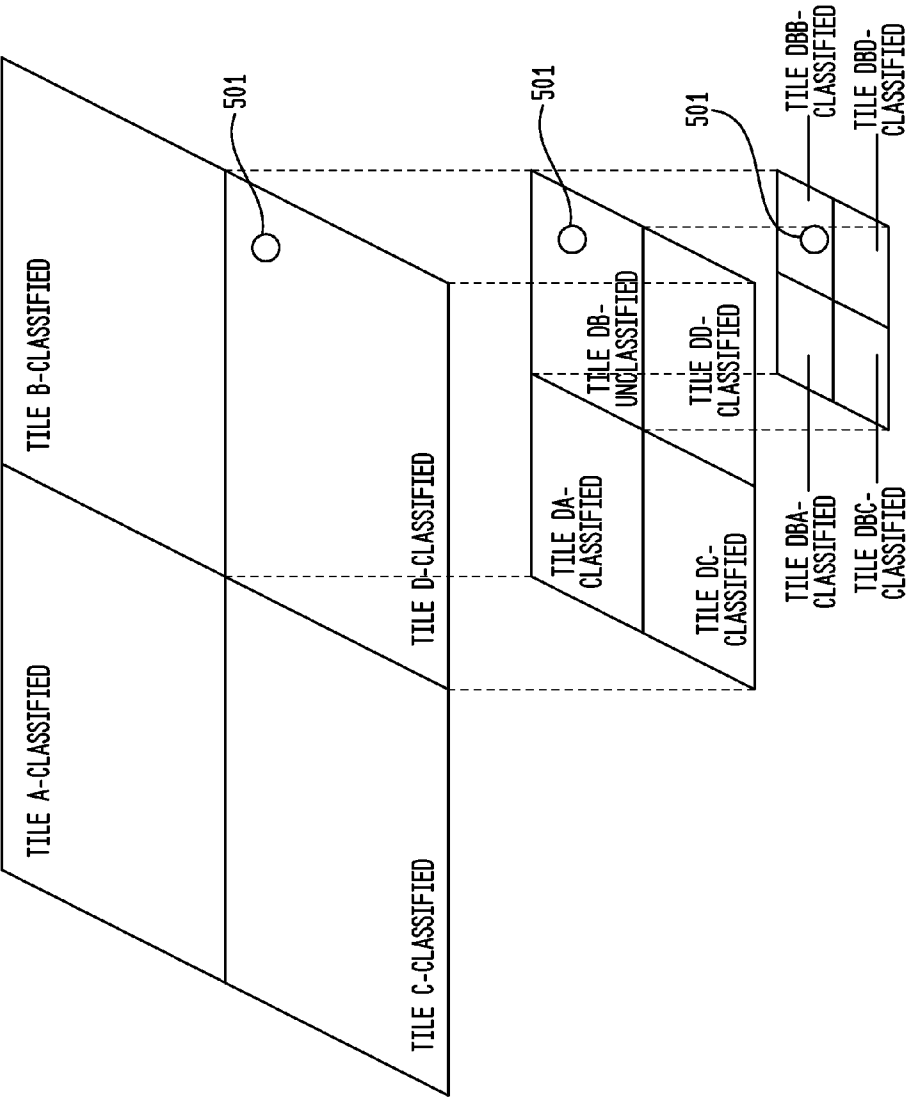 TILE A-CLASSIFIED
TILE B-CLASSIFIED
TILE C-CLASSIFIED
TILE D-CLASSIFIED
501
TILE DA-
CLASSIFIED
TILE DB-
UNCLASSIFIED
501
TILE DC-
CLASSIFIED
TILE DD-
CLASSIFIED
501
TILE DBA-
CLASSIFIED
TILE DBB-
CLASSIFIED
TILE DBC-
CLASSIFIED
TILE DBD-
CLASSIFIED